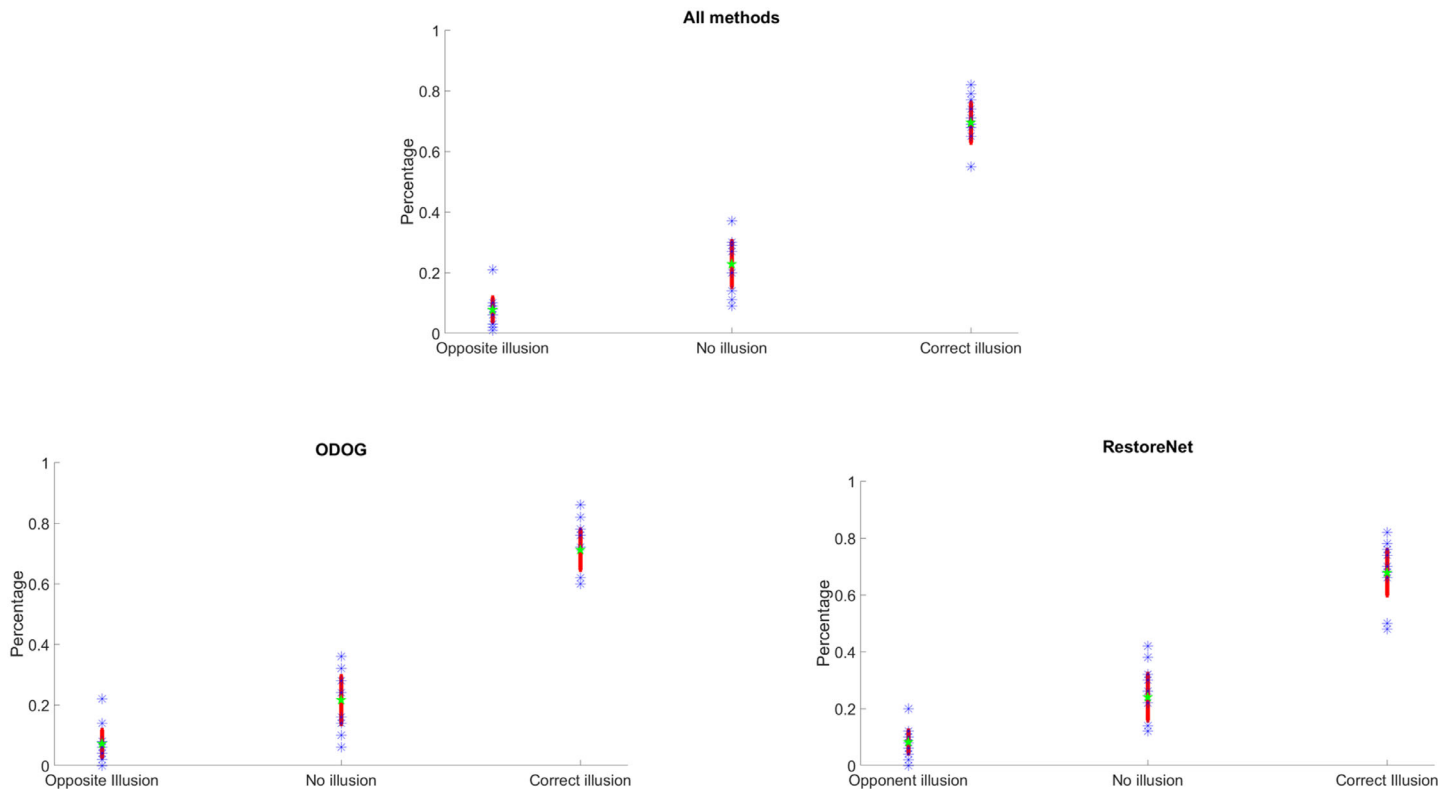 All methods
1
0.8
0.6
0.4
0.2
0
Percentage
Opposite illusion No illusion Correct illusion
ODOG
1
0.8
0.6
0.4
0.2
0
Percentage
Opposite Illusion No illusion Correct illusion
RestoreNet
1
0.8
0.6
0.4
0.2
0
Percentage
Opponent illusion No illusion Correct Illusion